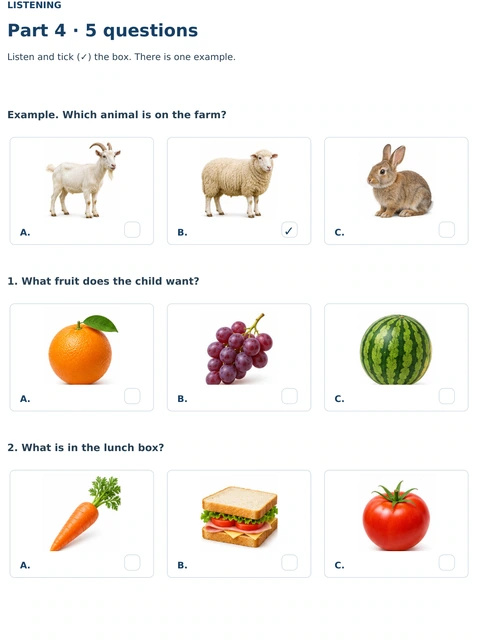 LISTENING
Part 4 · 5 questions
Listen and tick (✓) the box. There is one example.
Example. Which animal is on the farm?
A. B. ✓ C.
1. What fruit does the child want?
A. B. C.
2. What is in the lunch box?
A. B. C.